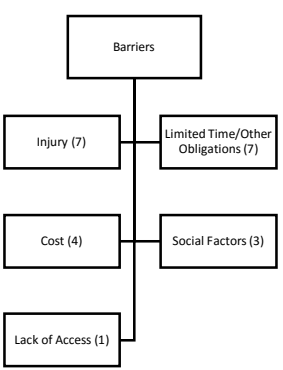 Barriers
Injury (7)
Limited Time/Other
Obligations (7)
Cost (4)
Social Factors (3)
Lack of Access (1)